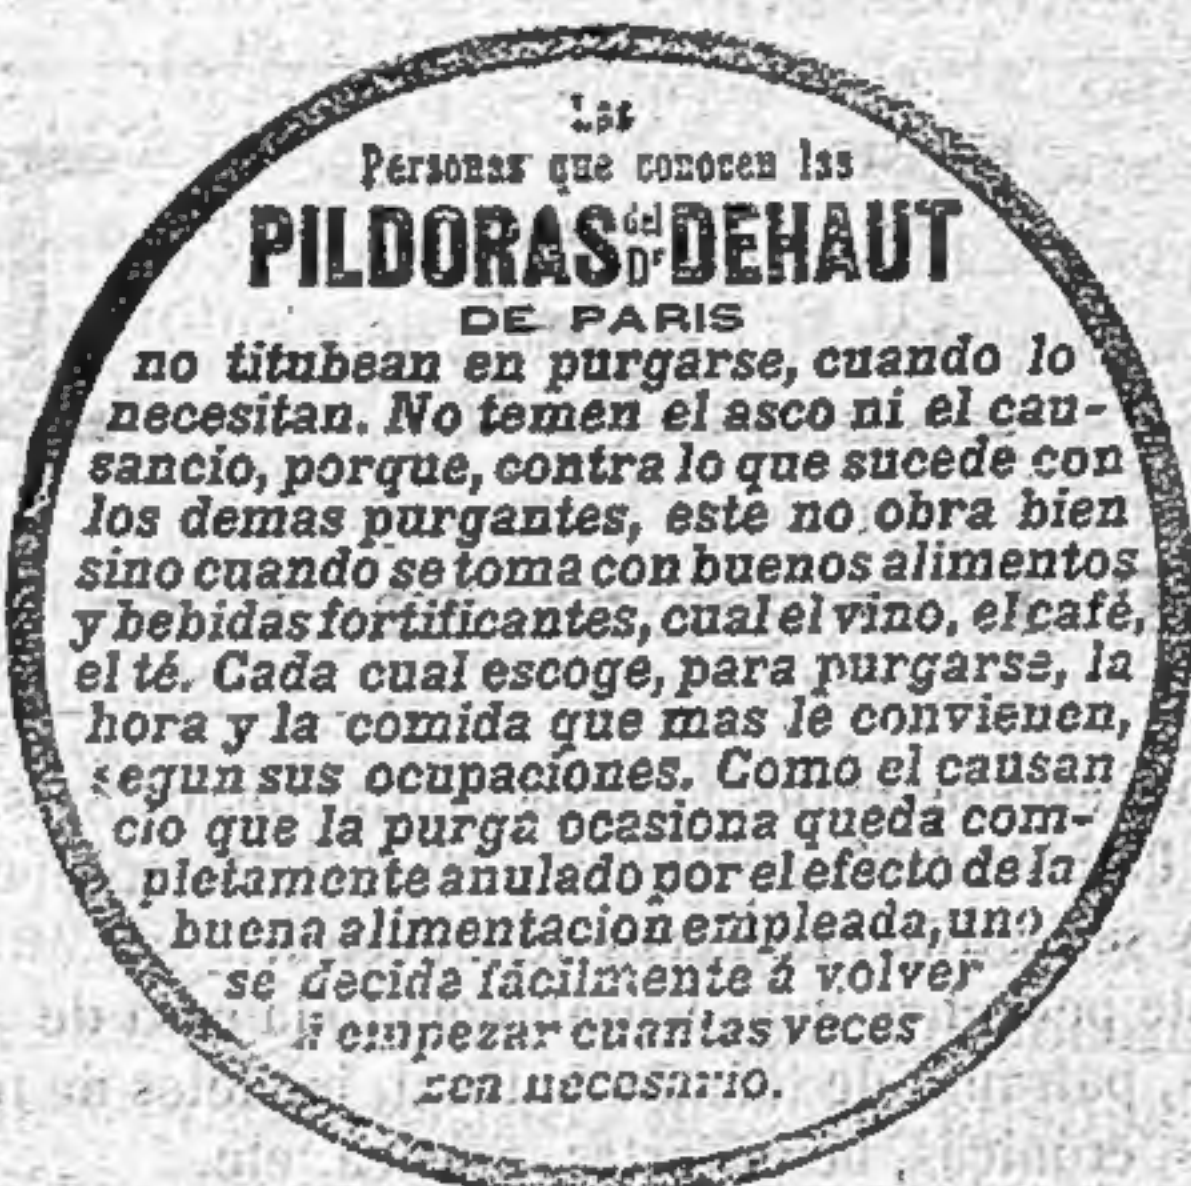 Las
Personas que conocen las
PILDORAS del Dr DEHAUT
DE PARIS
no titubean en purgarse, cuando lo
necesitan. No temen el asco ni el cau-
sancio, porque, contra lo que sucede con
los demas purgantes, este no obra bien
sino cuando se toma con buenos alimentos
y bebidas fortificantes, cual el vino, el café,
el té. Cada cual escoge, para purgarse, la
hora y la comida que mas le convienen,
segun sus ocupaciones. Como el causan
cio que la purga ocasiona queda com-
pletamente anulado por el efecto de la
buena alimentacion empleada, uno
se decide fácilmente á volver
á empezar cuantas veces
sea necesario.